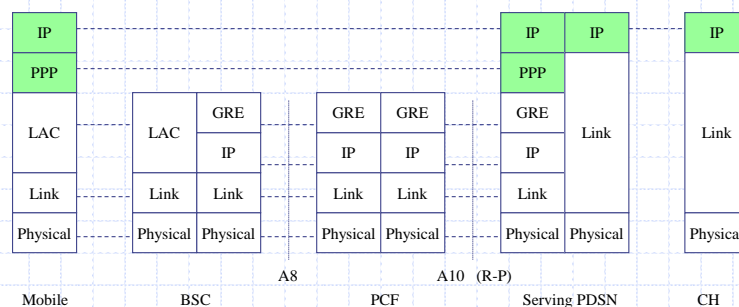 IP IP IP IP
PPP PPP
LAC LAC GRE GRE GRE GRE Link Link
IP IP IP IP
Link Link Link Link Link Link
Physical Physical Physical Physical Physical Physical Physical
A8 A10 (R-P)
Mobile BSC PCF Serving PDSN CH